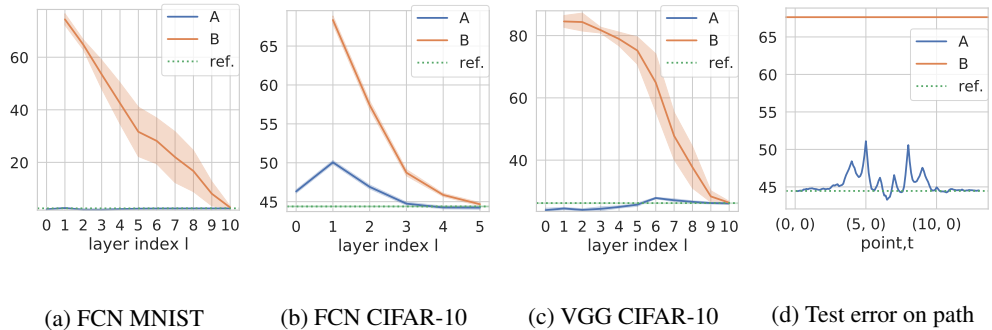 60
40
20
0 1 2 3 4 5 6 7 8 9 10
layer index l
A
B
ref.
(a) FCN MNIST
65
60
55
50
45
0 1 2 3 4 5
layer index l
A
B
ref.
(b) FCN CIFAR-10
80
60
40
0 1 2 3 4 5 6 7 8 9 10
layer index l
A
B
ref.
(c) VGG CIFAR-10
65
60
55
50
45
(0, 0) (5, 0) (10, 0)
point,t
A
B
ref.
(d) Test error on path